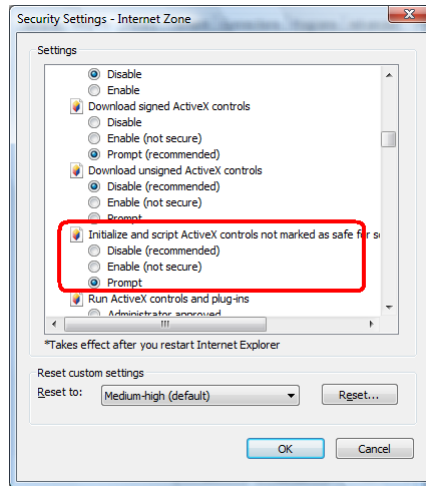 Security Settings - Internet Zone
Settings
Disable
Enable
Download signed ActiveX controls
Disable
Enable (not secure)
Prompt (recommended)
Download unsigned ActiveX controls
Disable (recommended)
Enable (not secure)
Prompt
Initialize and script ActiveX controls not marked as safe for s
Disable (recommended)
Enable (not secure)
Prompt
Run ActiveX controls and plug-ins
Administrator approved
*Takes effect after you restart Internet Explorer
Reset custom settings
Reset to:
Medium-high (default)
Reset...
OK
Cancel